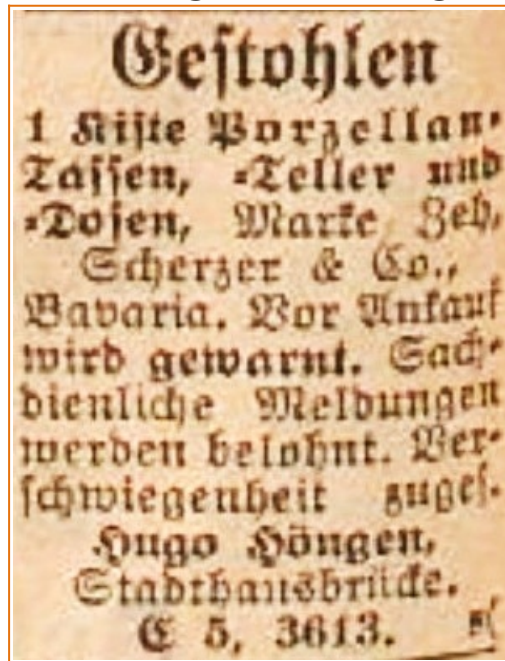 Gestohlen
1 Kiste Porzellan-
Tassen, -Teller und
-Dosen, Marke Zeh,
Scherzer & Co.,
Bavaria. Vor Ankauf
wird gewarnt. Sach-
dienliche Meldungen
werden belohnt. Ver-
schwiegenheit zuges.
Hugo Höngen,
Stadthausbrücke.
C 5, 3613.